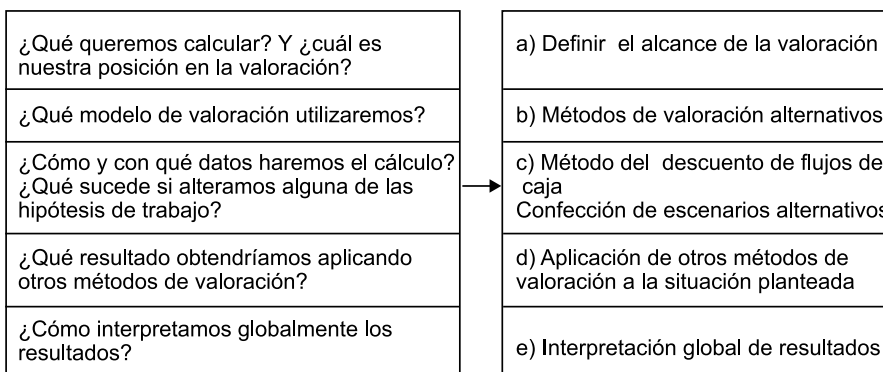 ¿Qué queremos calcular? Y ¿cuál es
nuestra posición en la valoración?
¿Qué modelo de valoración utilizaremos?
¿Cómo y con qué datos haremos el cálculo?
¿Qué sucede si alteramos alguna de las
hipótesis de trabajo?
¿Qué resultado obtendríamos aplicando
otros métodos de valoración?
¿Cómo interpretamos globalmente los
resultados?
a) Definir el alcance de la valoración
b) Métodos de valoración alternativos
c) Método del descuento de flujos de
caja
Confección de escenarios alternativos
d) Aplicación de otros métodos de
valoración a la situación planteada
e) Interpretación global de resultados